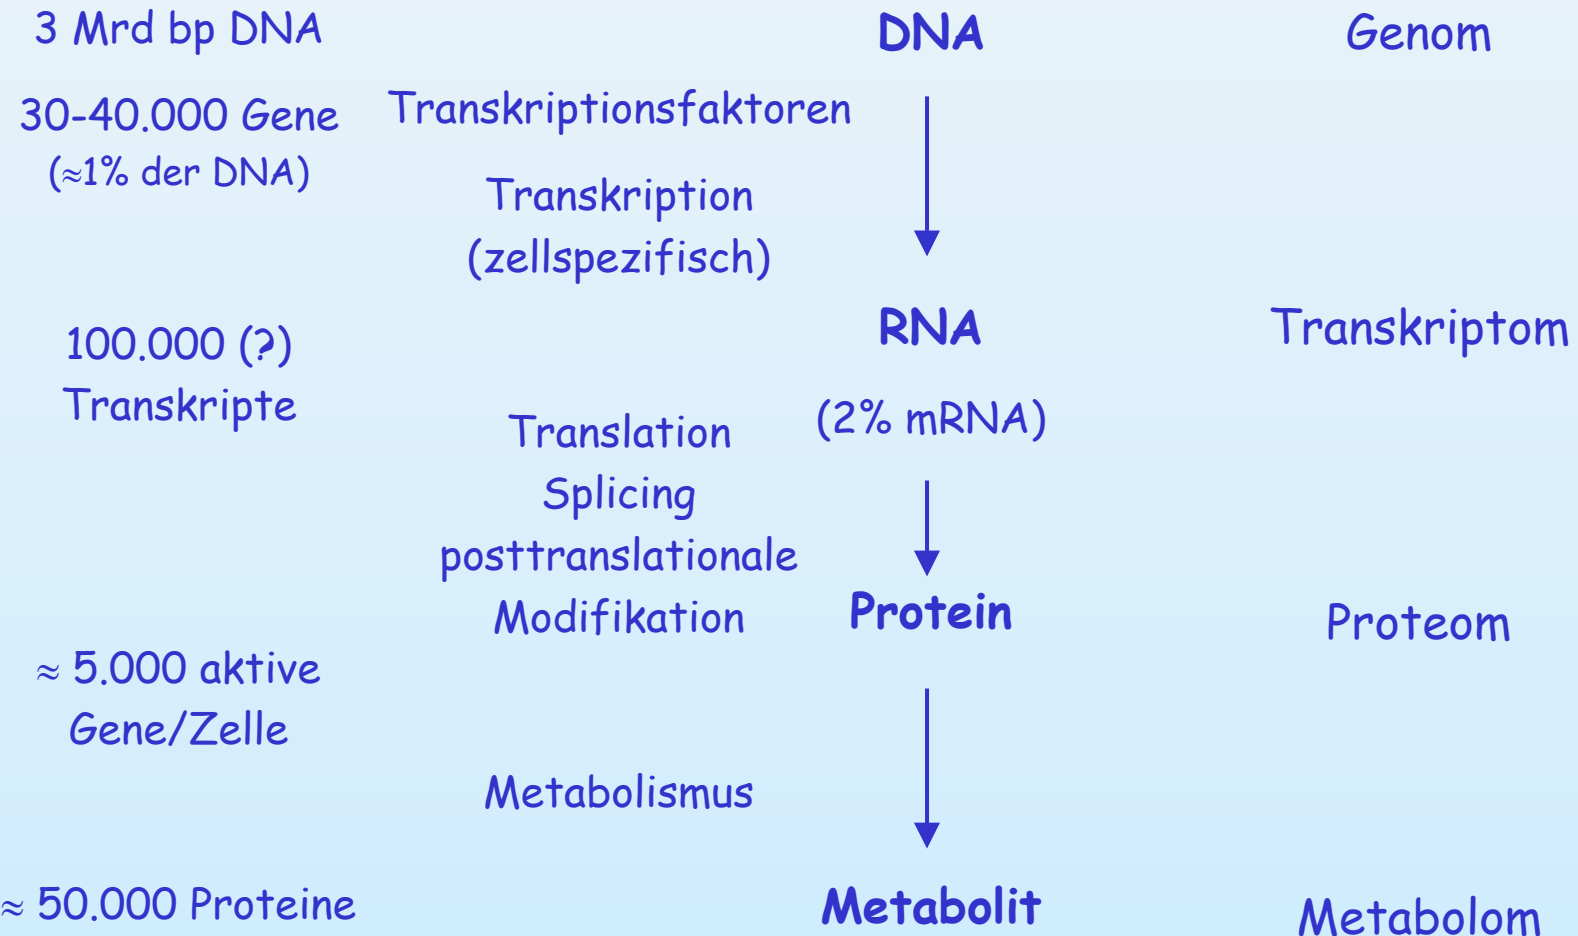 3 Mrd bp DNA
DNA
Genom
30-40.000 Gene
(≈1% der DNA)
Transkriptionsfaktoren
Transkription
(zellspezifisch)
RNA
Transkriptom
100.000 (?)
Transkripte
(2% mRNA)
Translation
Splicing
posttranslationale
Modifikation
Protein
Proteom
≈ 5.000 aktive
Gene/Zelle
Metabolismus
≈ 50.000 Proteine
Metabolit
Metabolom